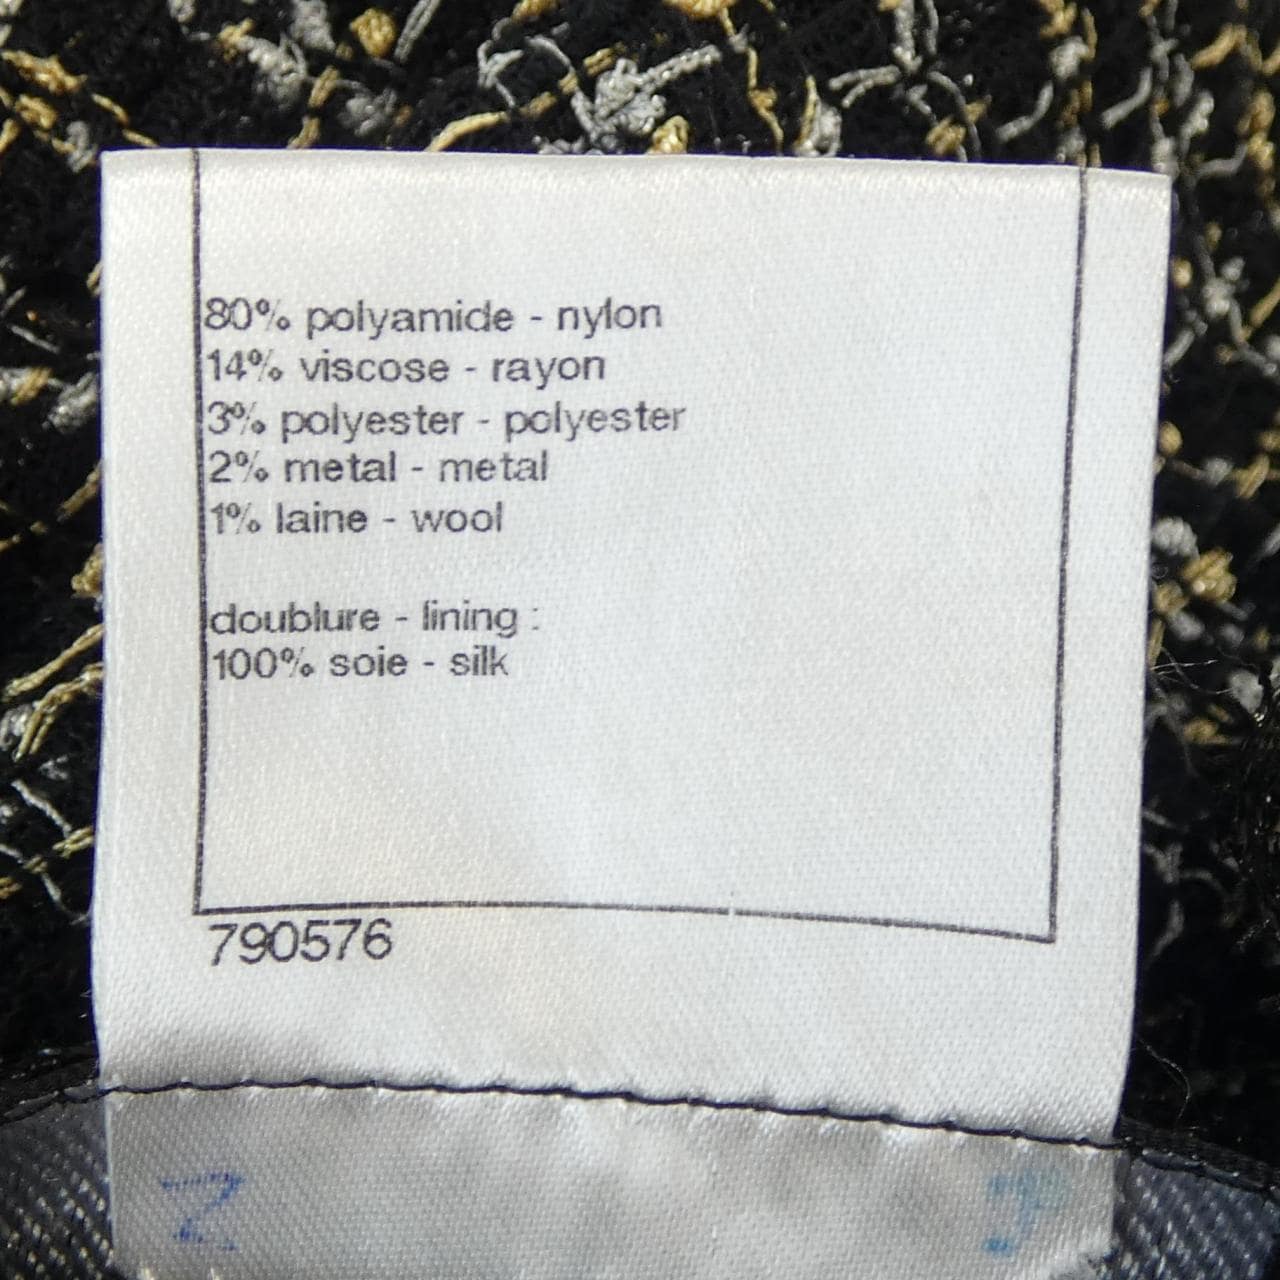 80% polyamide - nylon
14% viscose - rayon
3% polyester - polyester
2% metal - metal
1% laine - wool
doublure - lining :
100% soie - silk
790576